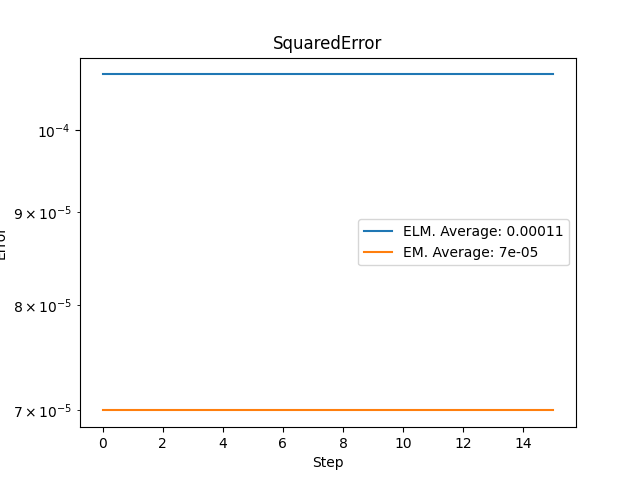 SquaredError
10⁻⁴
9 × 10⁻⁵
8 × 10⁻⁵
7 × 10⁻⁵
Error
ELM. Average: 0.00011
EM. Average: 7e-05
0 2 4 6 8 10 12 14
Step